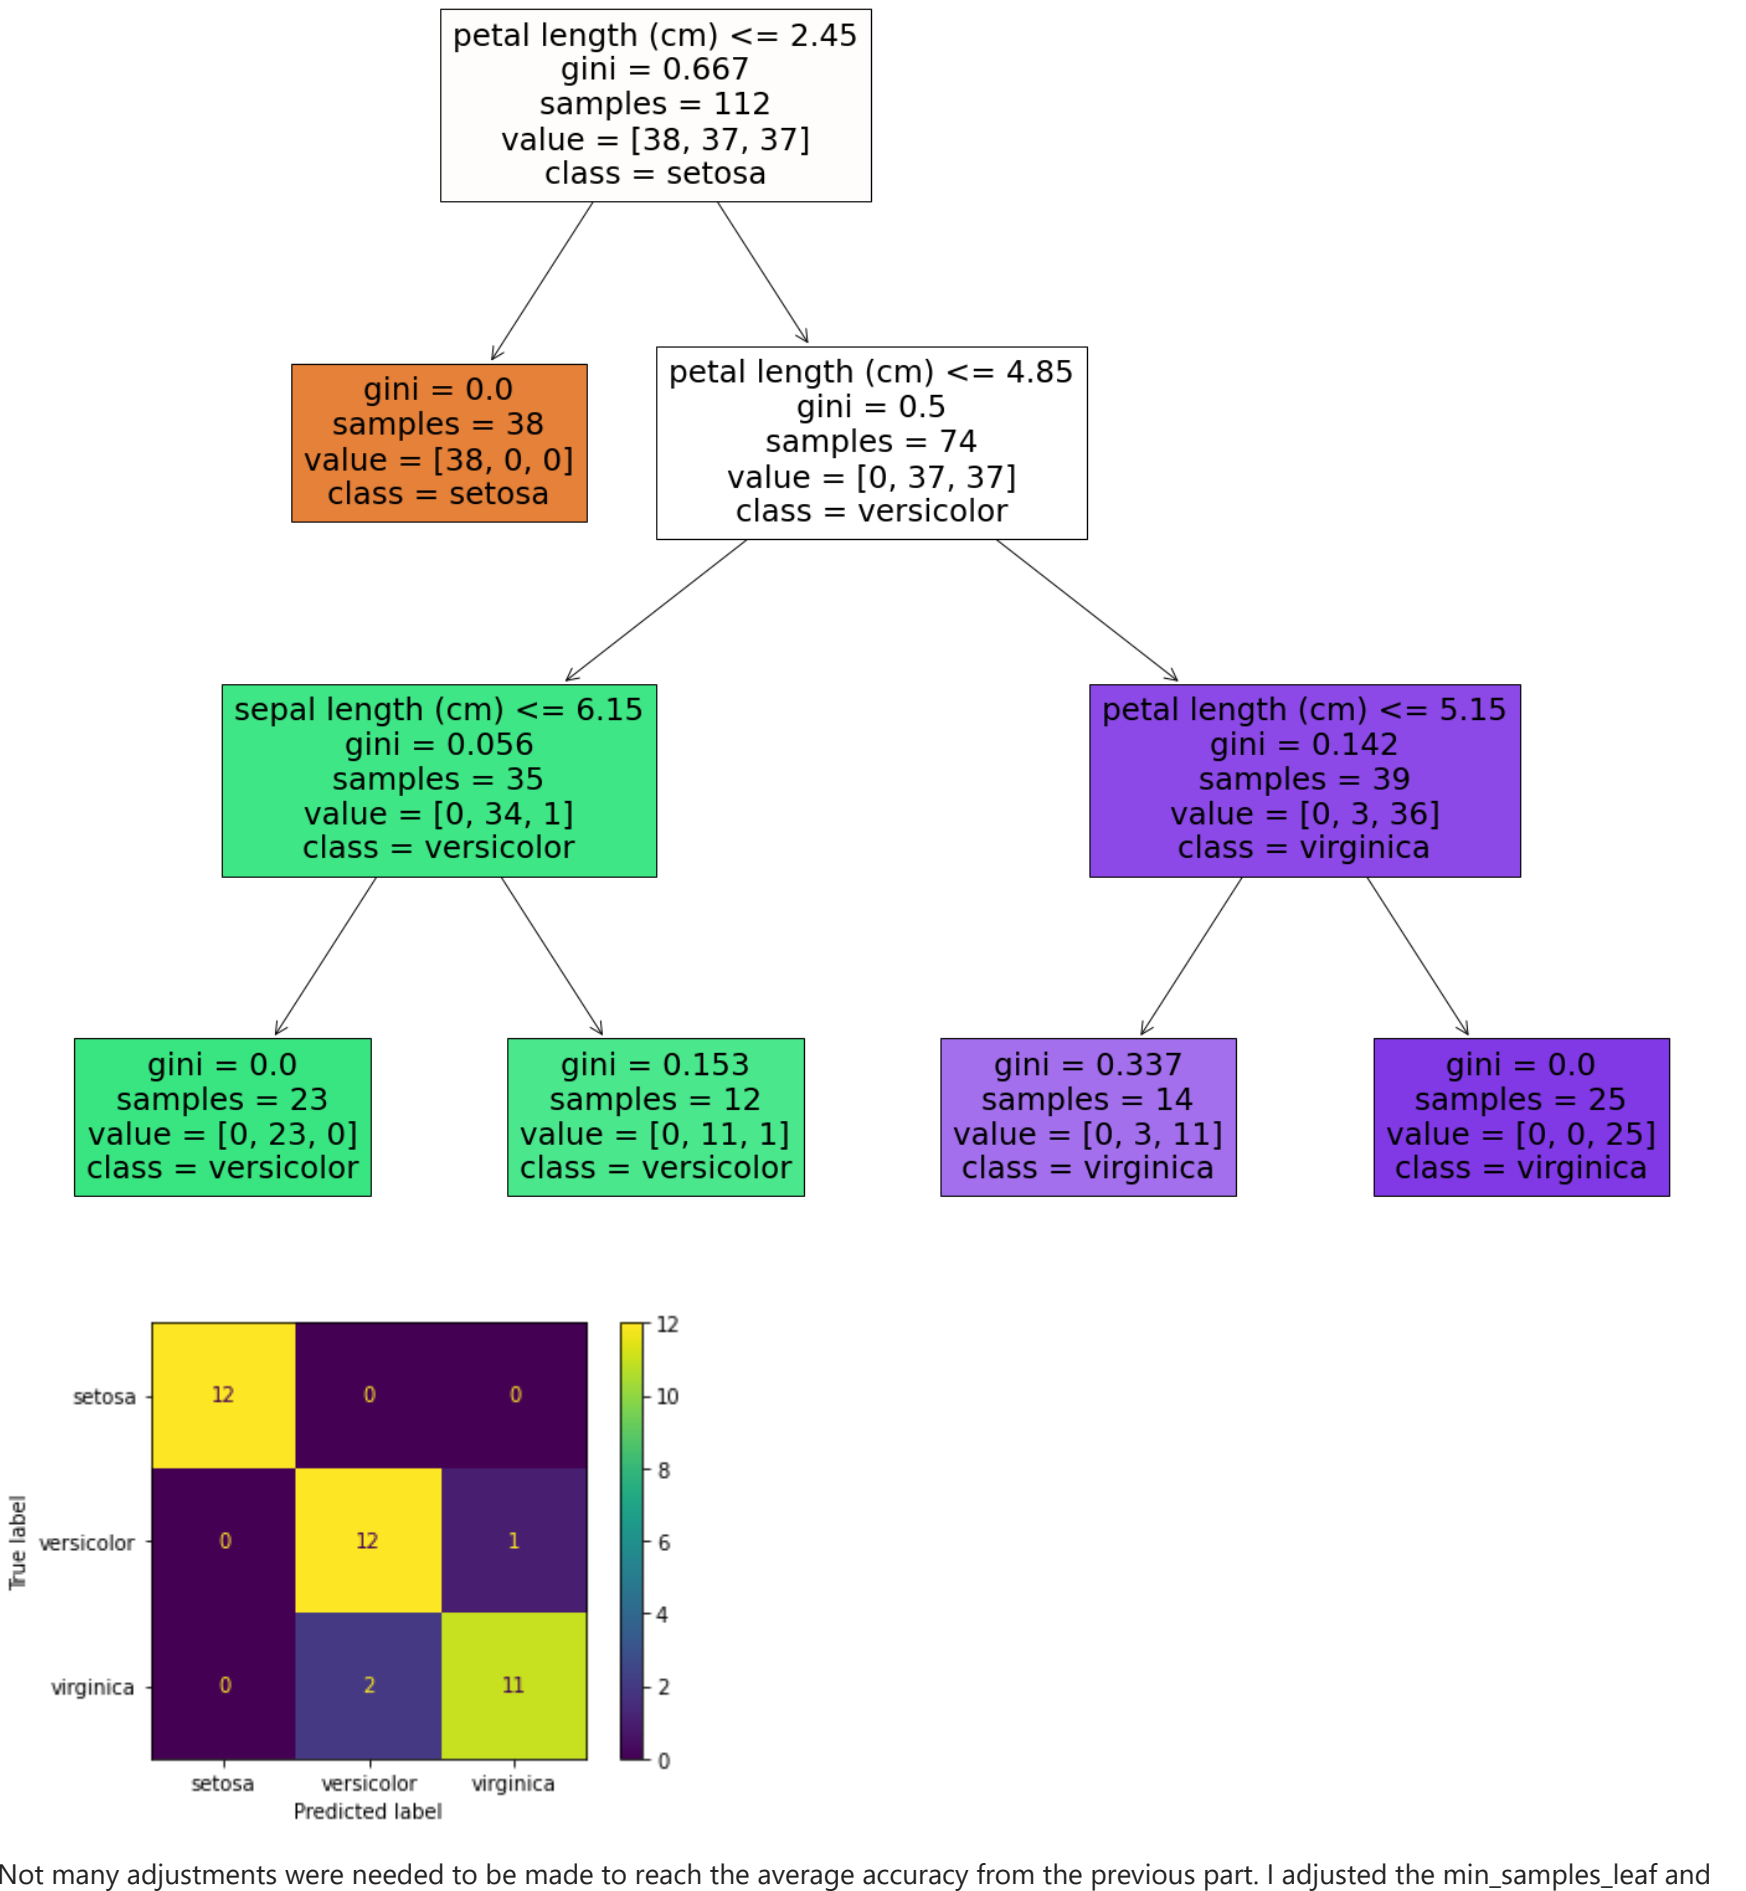 petal length (cm) <= 2.45
gini = 0.667
samples = 112
value = [38, 37, 37]
class = setosa
gini = 0.0
samples = 38
value = [38, 0, 0]
class = setosa
petal length (cm) <= 4.85
gini = 0.5
samples = 74
value = [0, 37, 37]
class = versicolor
sepal length (cm) <= 6.15
gini = 0.056
samples = 35
value = [0, 34, 1]
class = versicolor
petal length (cm) <= 5.15
gini = 0.142
samples = 39
value = [0, 3, 36]
class = virginica
gini = 0.0
samples = 23
value = [0, 23, 0]
class = versicolor
gini = 0.153
samples = 12
value = [0, 11, 1]
class = versicolor
gini = 0.337
samples = 14
value = [0, 3, 11]
class = virginica
gini = 0.0
samples = 25
value = [0, 0, 25]
class = virginica
True label
setosa
12 0 0
versicolor
0 12 1
virginica
0 2 11
setosa versicolor virginica
Predicted label
12
10
8
6
4
2
0
Not many adjustments were needed to be made to reach the average accuracy from the previous part. I adjusted the min_samples_leaf and